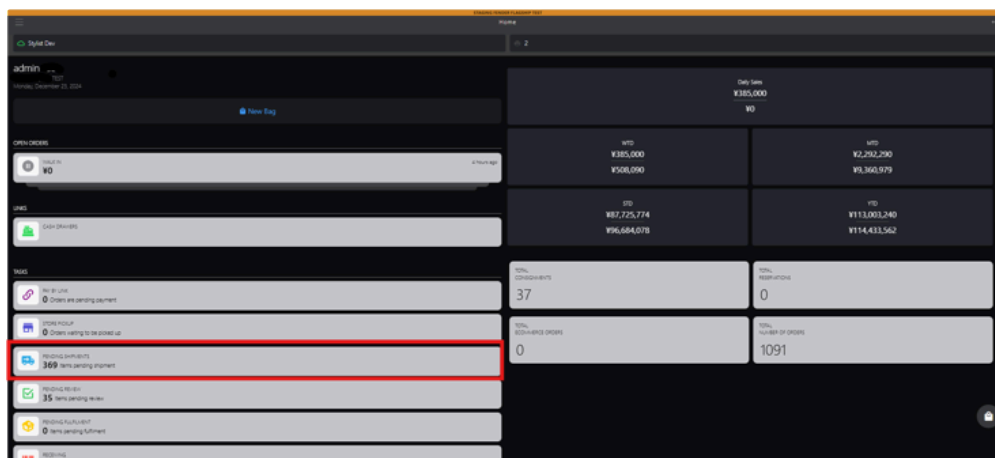 Home
Stylist Dev
2
admin
TEST
Monday, December 23, 2024
New Bag
OPEN ORDERS
WALK IN
¥0
4 hours ago
LINKS
CASH DRAWERS
TASKS
PAY BY LINK
0 Orders are pending payment
STORE PICKUP
0 Orders waiting to be picked up
PENDING SHIPMENTS
369 items pending shipment
PENDING REVIEW
35 items pending review
PENDING FULFILMENT
0 items pending fulfilment
RECEIVING
Daily Sales
¥385,000
¥0
WTD
¥385,000
¥508,090
MTD
¥2,292,290
¥9,360,979
STD
¥87,725,774
¥96,684,078
YTD
¥113,003,240
¥114,433,562
TOTAL
CONSIGNMENTS
37
TOTAL
RESERVATIONS
0
TOTAL
ECOMMERCE ORDERS
0
TOTAL
NUMBER OF ORDERS
1091